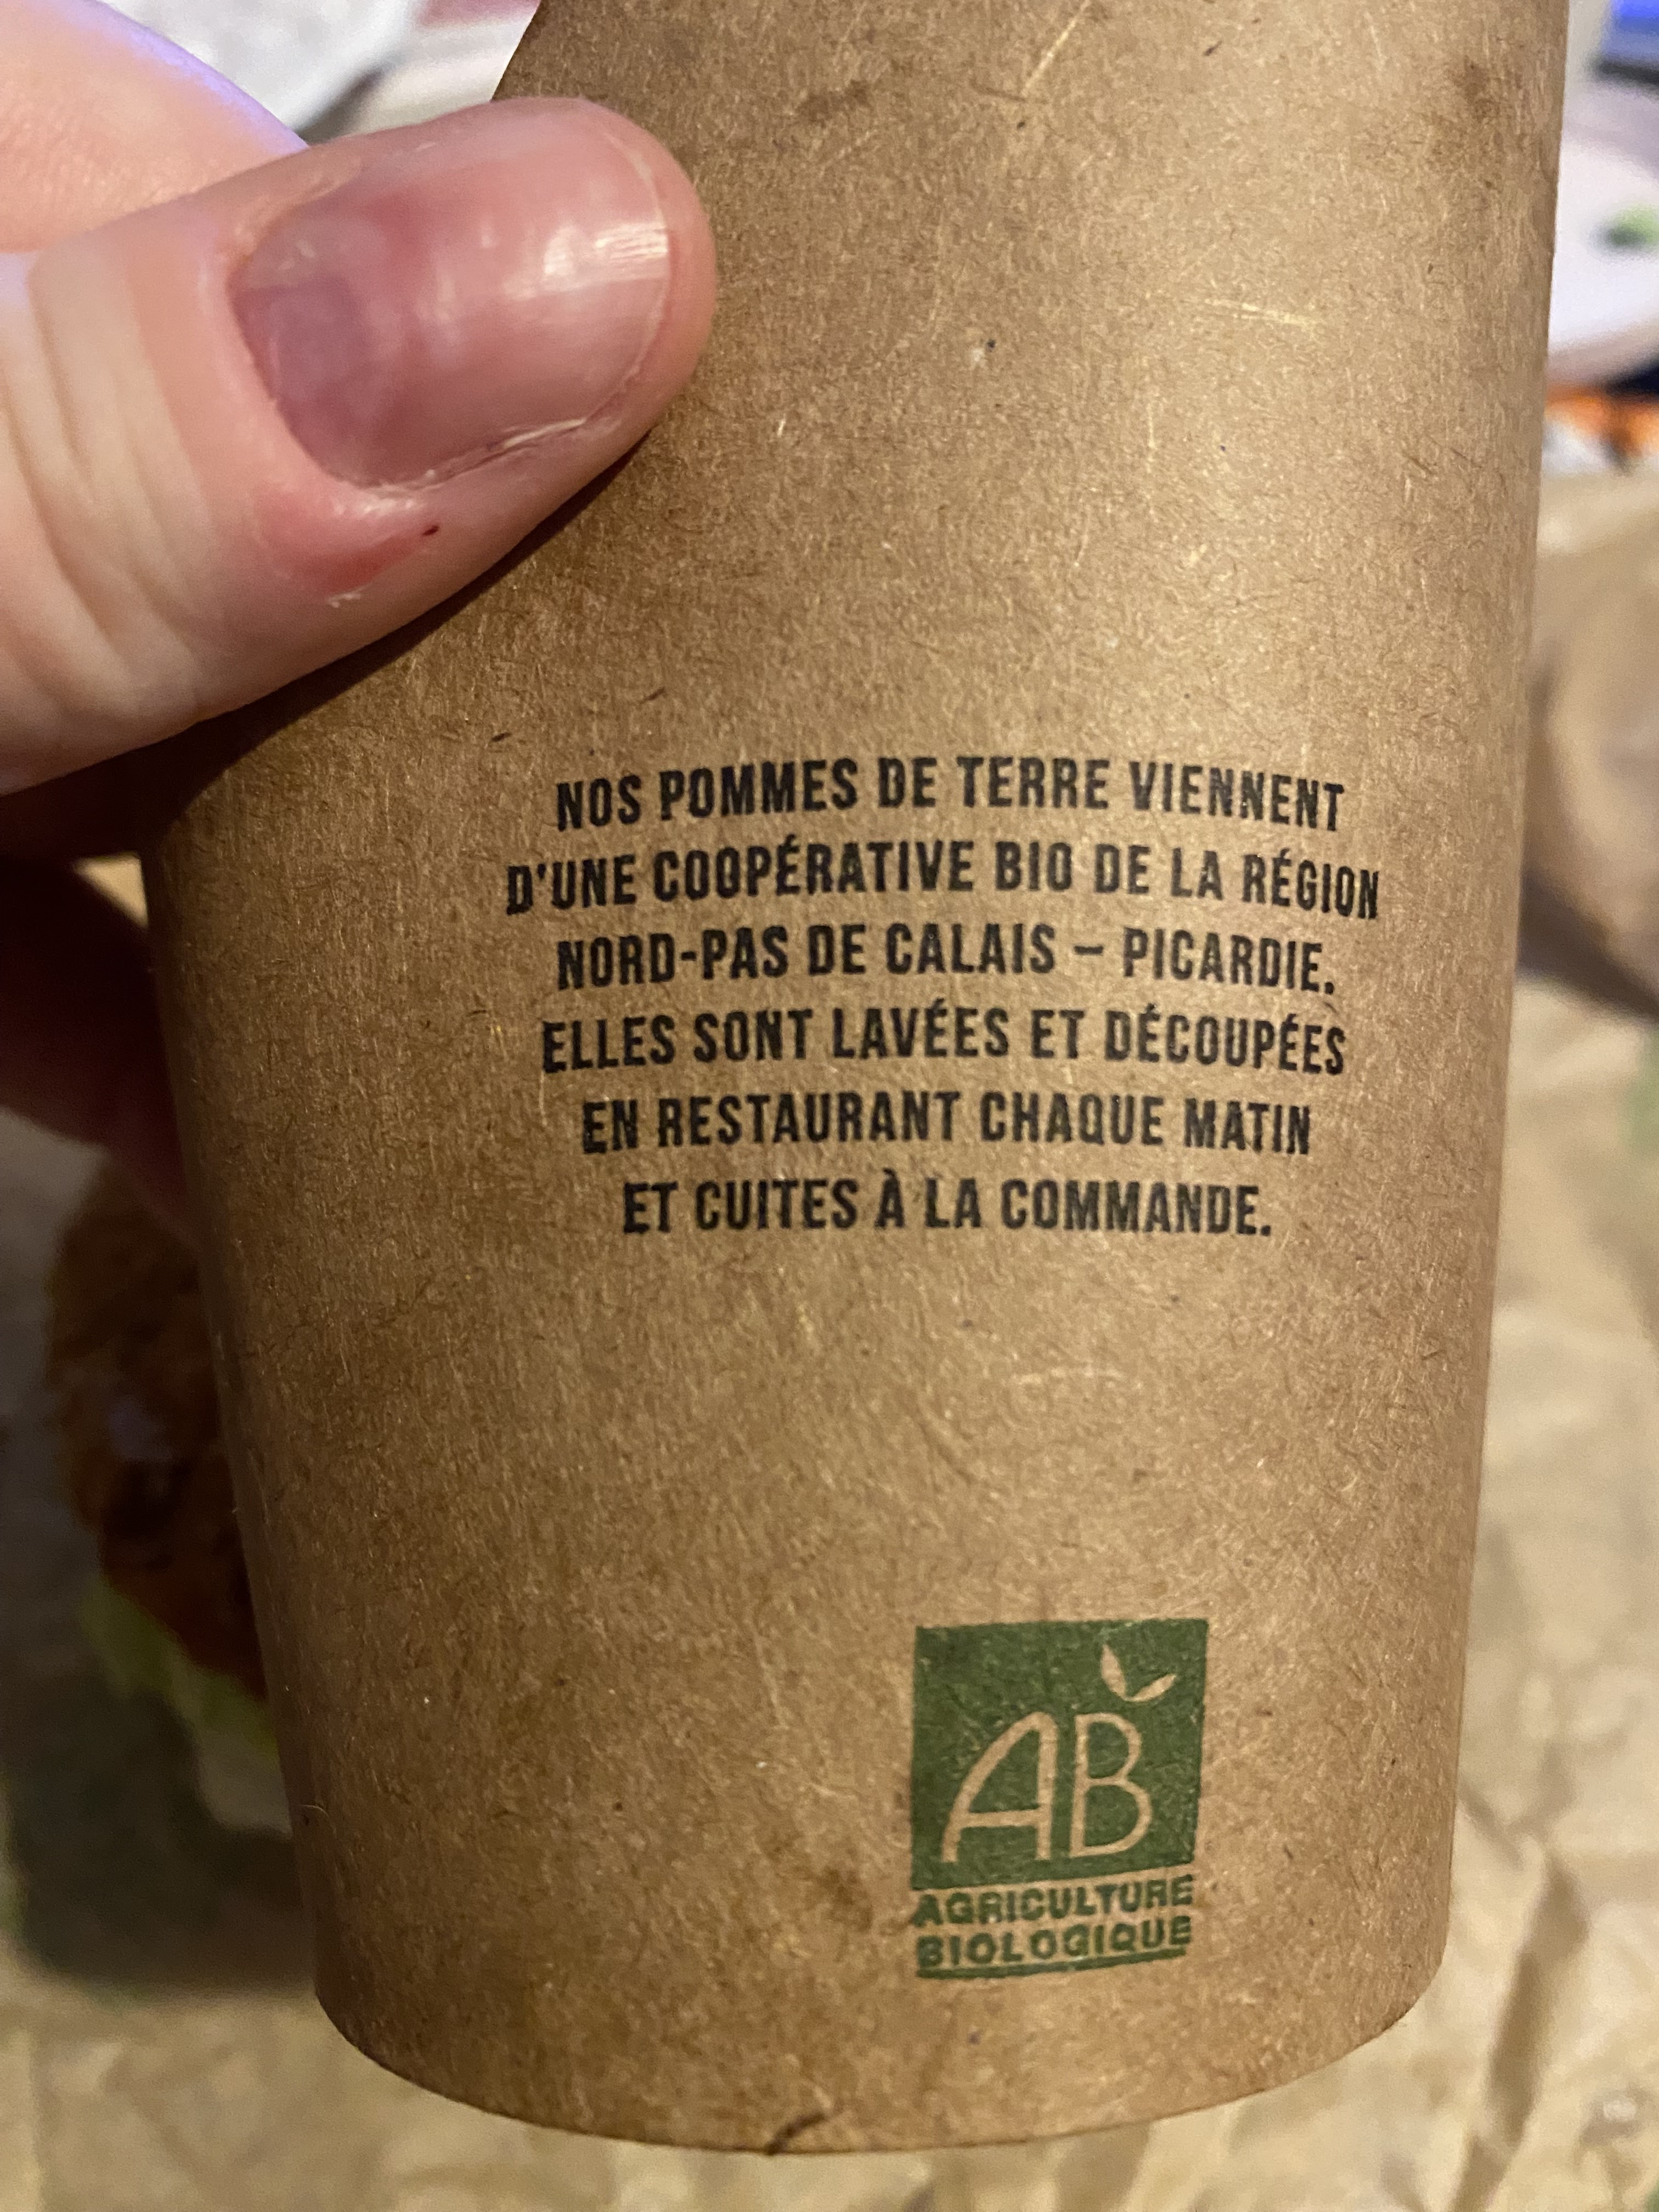 NOS POMMES DE TERRE VIENNENT
D'UNE COOPÉRATIVE BIO DE LA RÉGION
NORD-PAS DE CALAIS – PICARDIE.
ELLES SONT LAVÉES ET DÉCOUPÉES
EN RESTAURANT CHAQUE MATIN
ET CUITES À LA COMMANDE.
AB
AGRICULTURE
BIOLOGIQUE